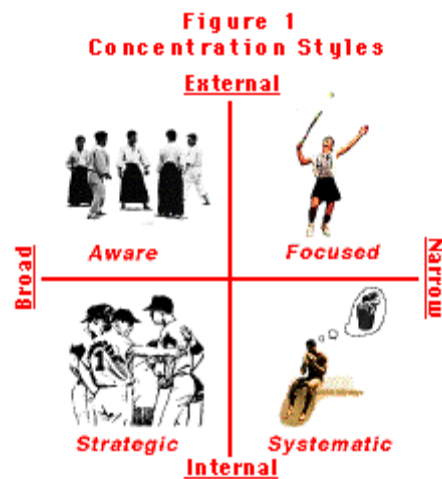 Figure 1
Concentration Styles
External
Aware
Focused
Broad
Narrow
Strategic
Systematic
Internal